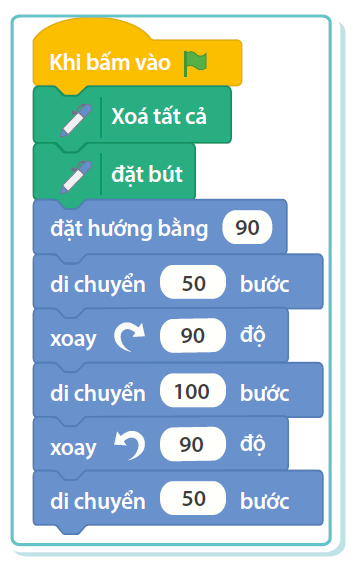 Khi bấm vào
Xoá tất cả
đặt bút
đặt hướng bằng 90
di chuyển 50 bước
xoay 90 độ
di chuyển 100 bước
xoay 90 độ
di chuyển 50 bước